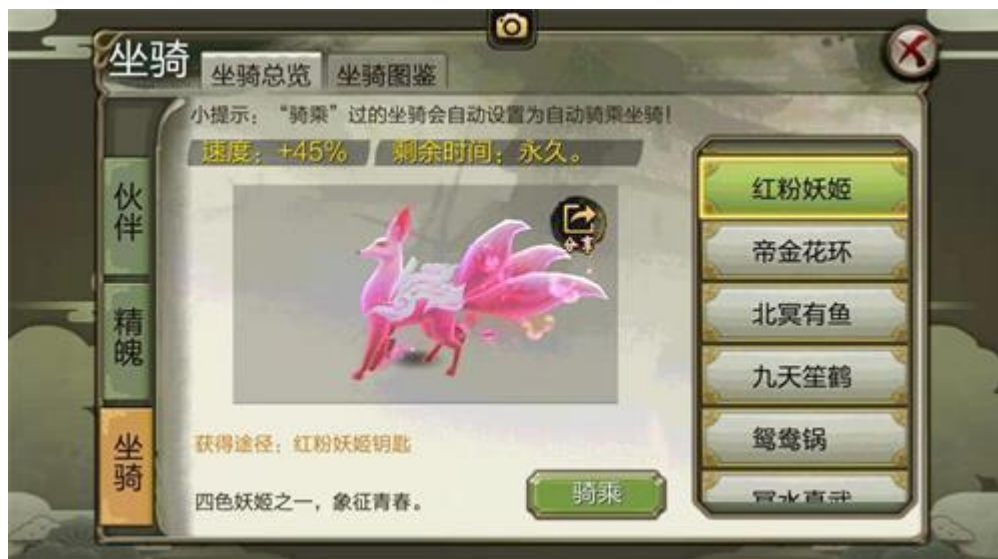 坐骑
坐骑总览 坐骑图鉴
小提示：“骑乘”过的坐骑会自动设置为自动骑乘坐骑！
速度：+45% 剩余时间：永久。
分享
伙伴
精魄
坐骑
获得途径：红粉妖姬钥匙
四色妖姬之一，象征青春。
骑乘
红粉妖姬
帝金花环
北冥有鱼
九天笙鹤
鸳鸯锅